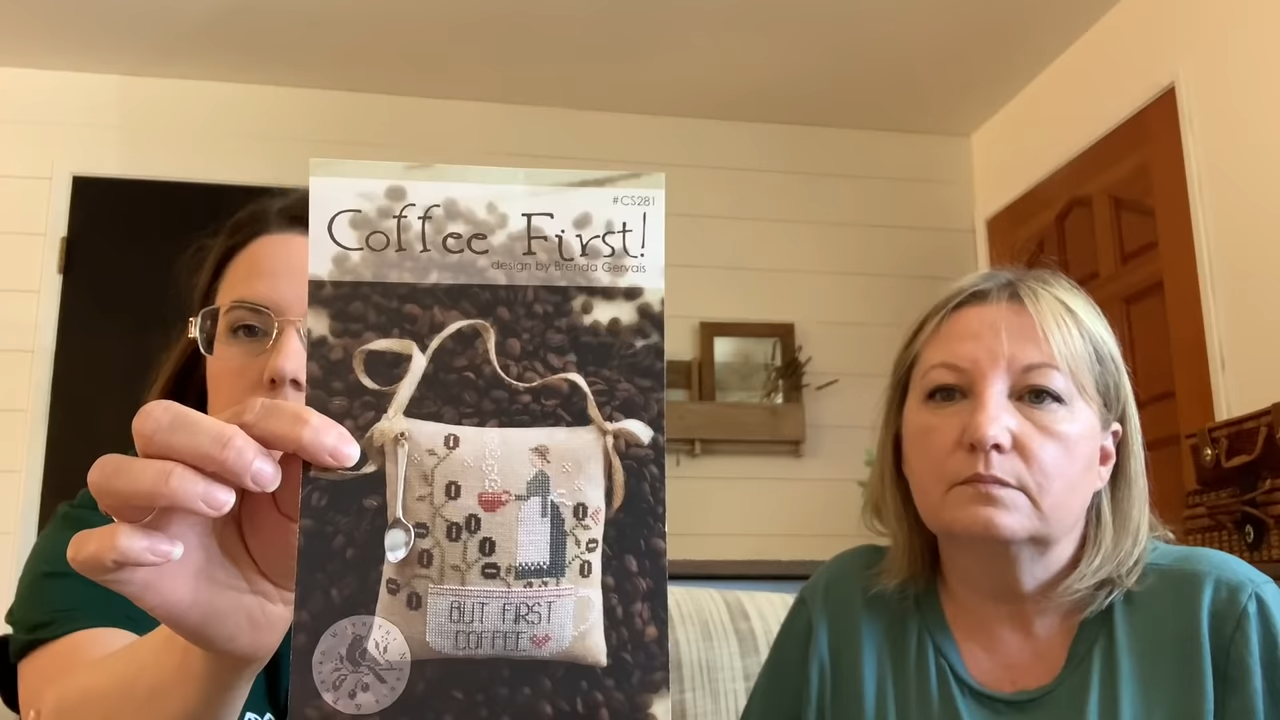 #CS281
Coffee First!
design by Brenda Gervais
BUT FIRST
COFFEE